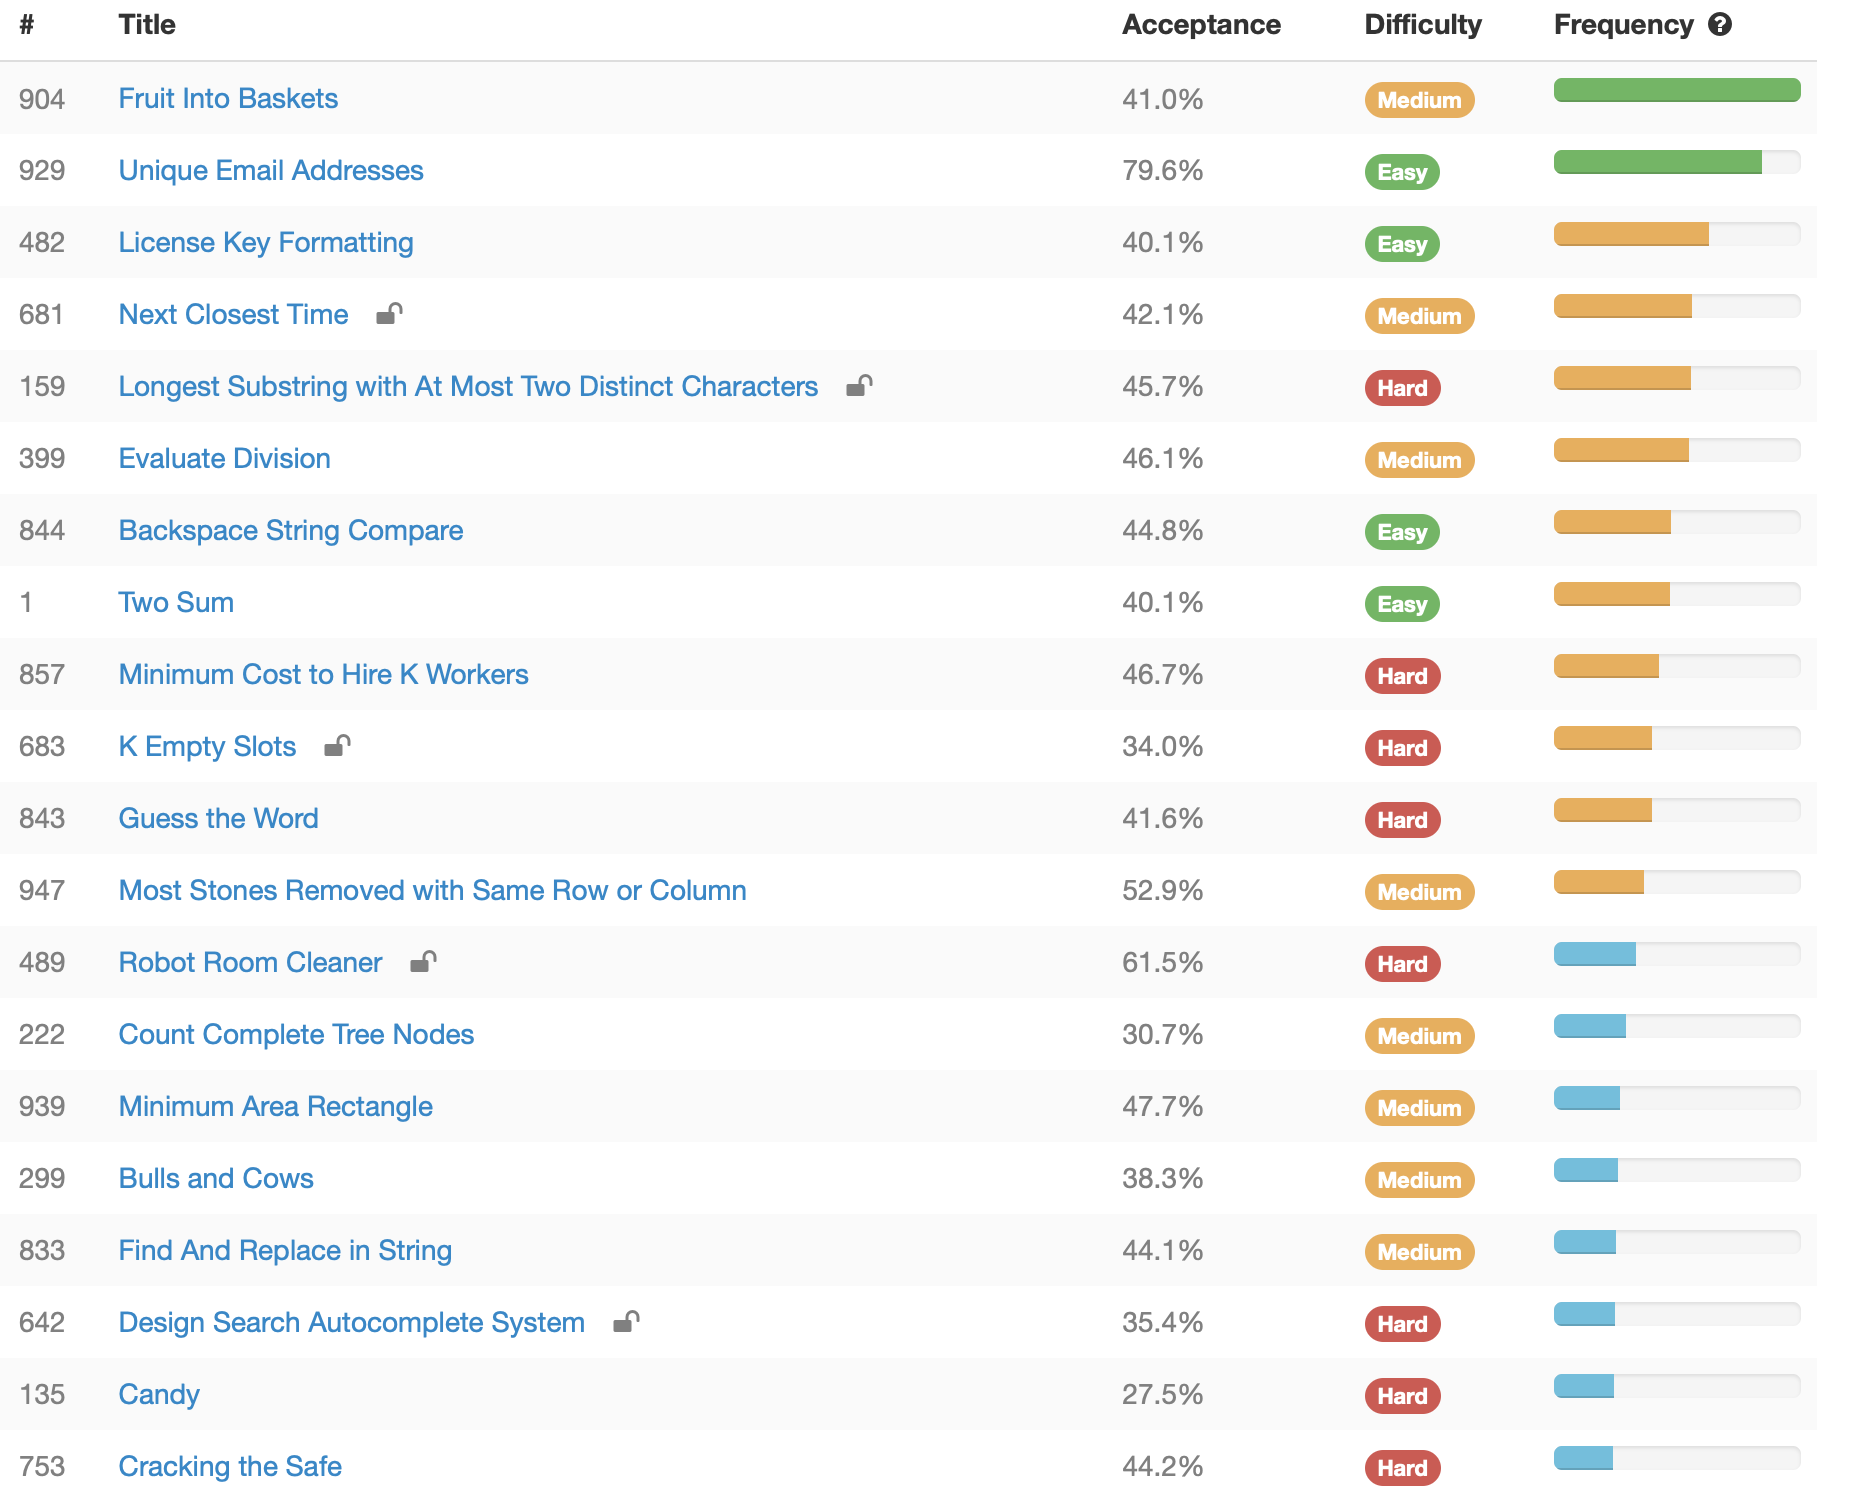 # Title Acceptance Difficulty Frequency ?
904 Fruit Into Baskets 41.0% Medium
929 Unique Email Addresses 79.6% Easy
482 License Key Formatting 40.1% Easy
681 Next Closest Time 42.1% Medium
159 Longest Substring with At Most Two Distinct Characters 45.7% Hard
399 Evaluate Division 46.1% Medium
844 Backspace String Compare 44.8% Easy
1 Two Sum 40.1% Easy
857 Minimum Cost to Hire K Workers 46.7% Hard
683 K Empty Slots 34.0% Hard
843 Guess the Word 41.6% Hard
947 Most Stones Removed with Same Row or Column 52.9% Medium
489 Robot Room Cleaner 61.5% Hard
222 Count Complete Tree Nodes 30.7% Medium
939 Minimum Area Rectangle 47.7% Medium
299 Bulls and Cows 38.3% Medium
833 Find And Replace in String 44.1% Medium
642 Design Search Autocomplete System 35.4% Hard
135 Candy 27.5% Hard
753 Cracking the Safe 44.2% Hard